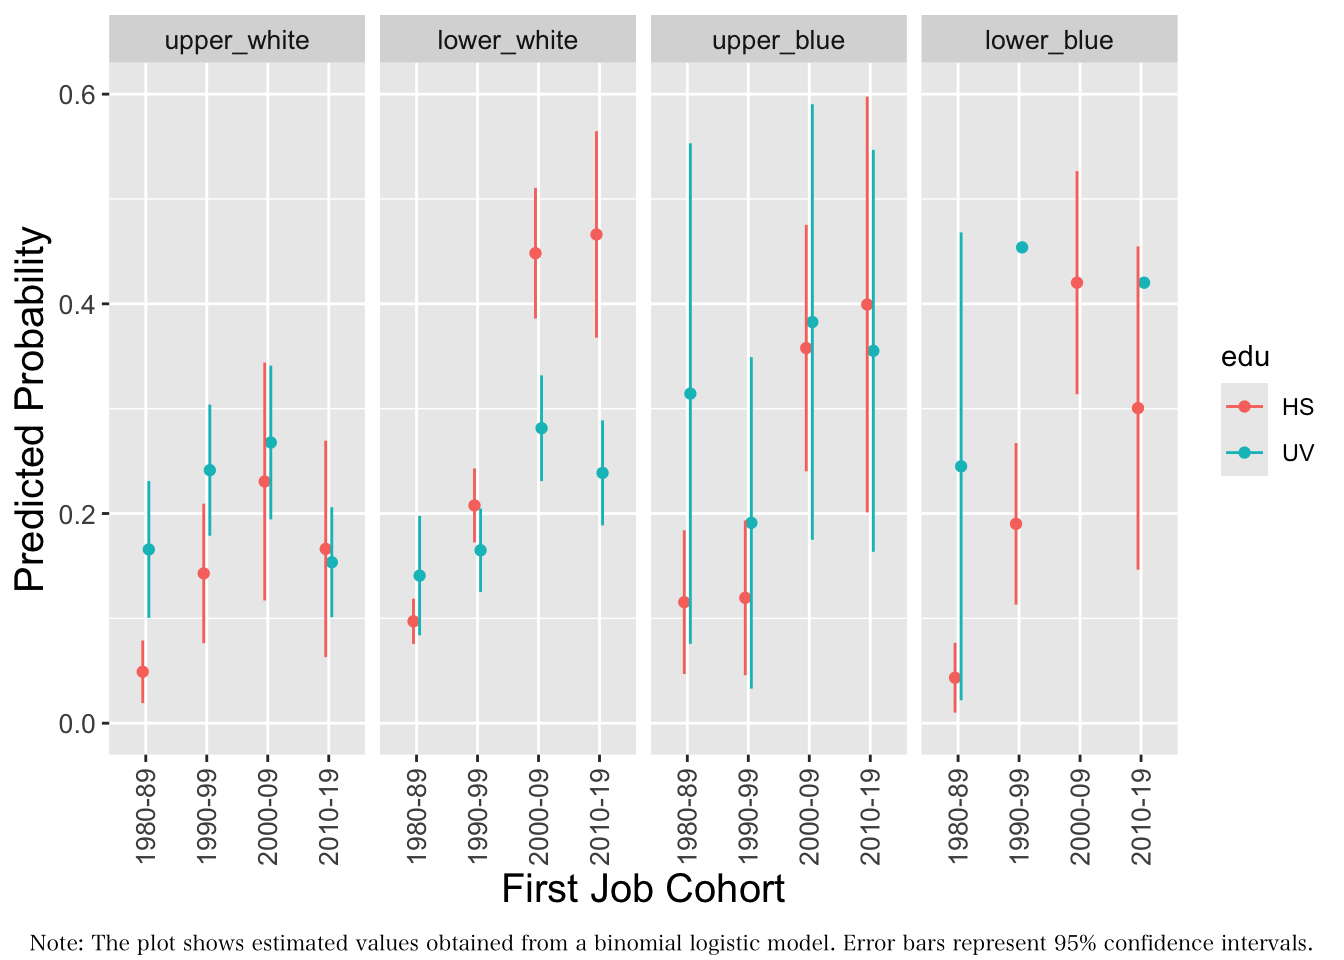 upper_white lower_white upper_blue lower_blue
Predicted Probability
0.6
0.4
0.2
0.0
1980-89 1990-99 2000-09 2010-19 1980-89 1990-99 2000-09 2010-19 1980-89 1990-99 2000-09 2010-19 1980-89 1990-99 2000-09 2010-19
First Job Cohort
edu
HS
UV
Note: The plot shows estimated values obtained from a binomial logistic model. Error bars represent 95% confidence intervals.